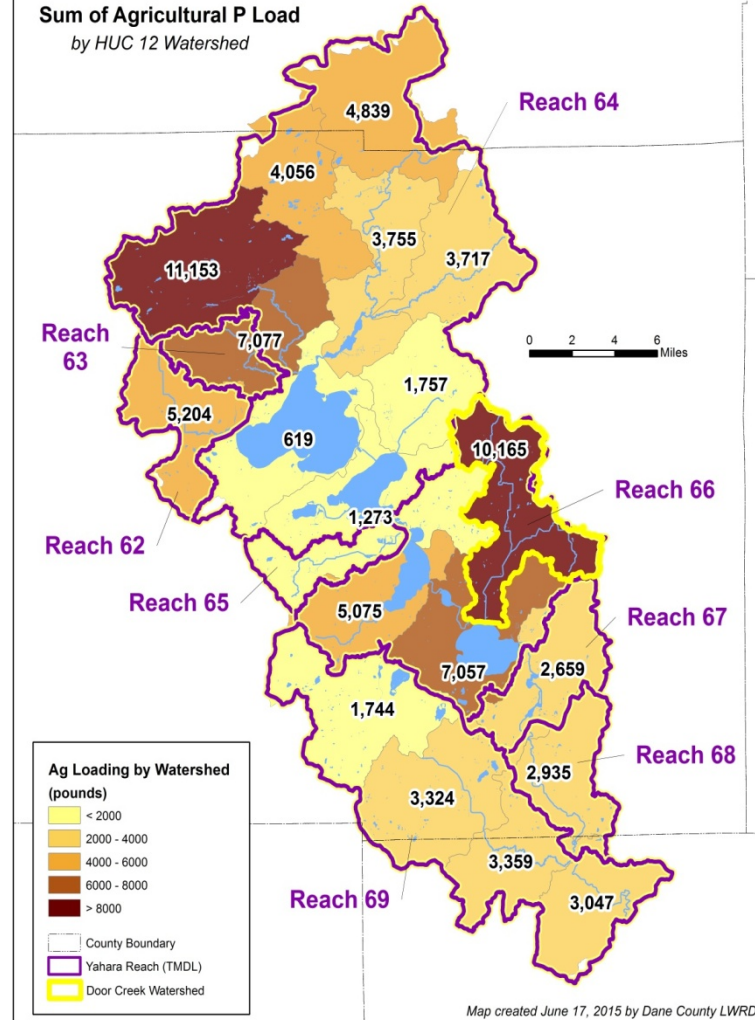 Sum of Agricultural P Load
by HUC 12 Watershed
4,839
Reach 64
4,056
3,755
3,717
11,153
Reach
63
7,077
0 2 4 6
Miles
1,757
5,204
619
10,165
Reach 66
1,273
Reach 62
Reach 65
5,075
Reach 67
7,057
2,659
1,744
Reach 68
2,935
3,324
3,359
Reach 69
3,047
Ag Loading by Watershed
(pounds)
< 2000
2000 - 4000
4000 - 6000
6000 - 8000
> 8000
County Boundary
Yahara Reach (TMDL)
Door Creek Watershed
Map created June 17, 2015 by Dane County LWRD